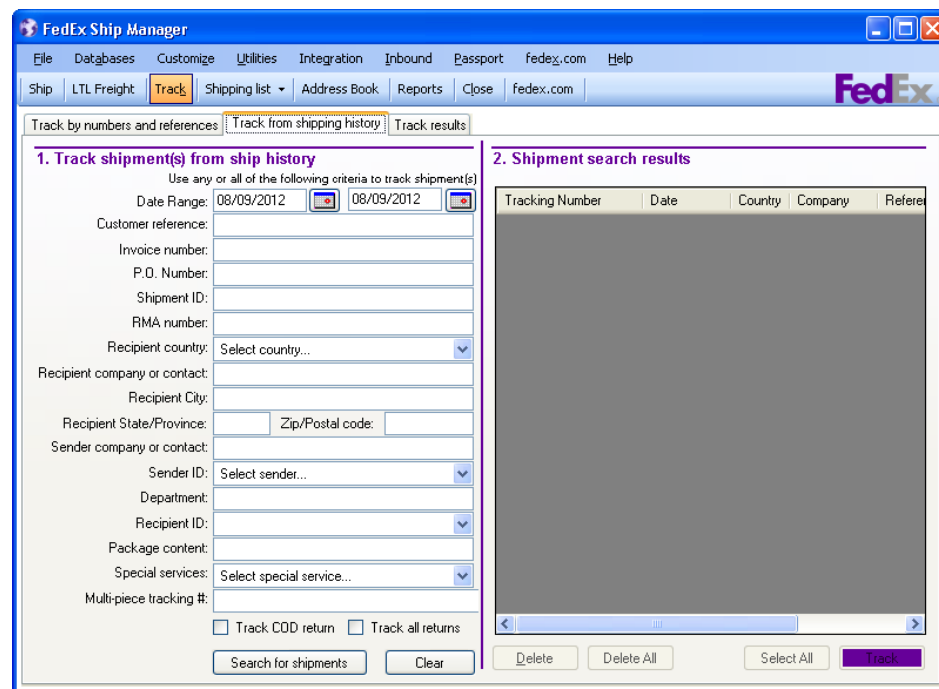 FedEx Ship Manager
File Databases Customize Utilities Integration Inbound Passport fedex.com Help
Ship LTL Freight Track Shipping list Address Book Reports Close fedex.com
FedEx
Track by numbers and references Track from shipping history Track results
1. Track shipment(s) from ship history
Use any or all of the following criteria to track shipment(s)
Date Range: 08/09/2012 08/09/2012
Customer reference:
Invoice number:
P.O. Number:
Shipment ID:
RMA number:
Recipient country: Select country...
Recipient company or contact:
Recipient City:
Recipient State/Province: Zip/Postal code:
Sender company or contact:
Sender ID: Select sender...
Department:
Recipient ID:
Package content:
Special services: Select special service...
Multi-piece tracking #:
Track COD return Track all returns
Search for shipments Clear
2. Shipment search results
Tracking Number Date Country Company Referer
Delete Delete All Select All Track